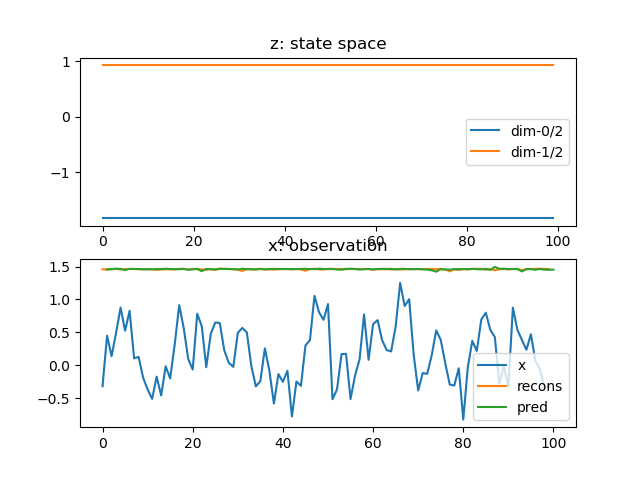 z: state space
1
0
−1
dim-0/2
dim-1/2
0 20 40 60 80 100
x: observation
1.5
1.0
0.5
0.0
−0.5
x
recons
pred
0 20 40 60 80 100